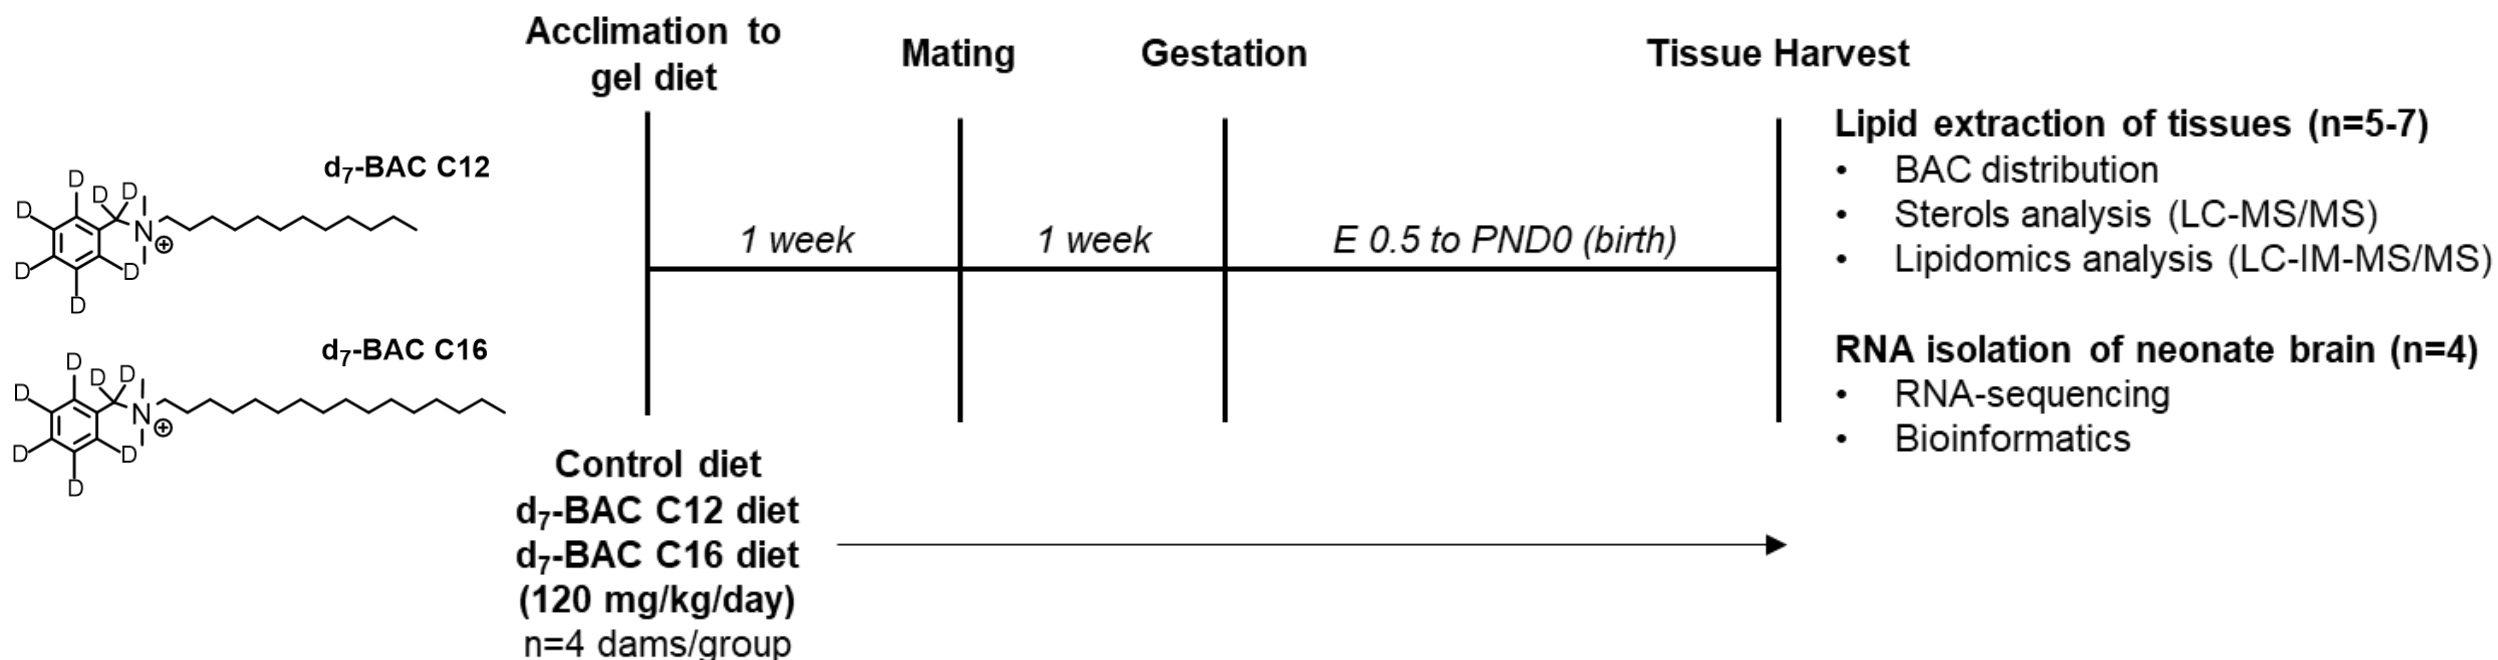 Acclimation to
gel diet
Mating
Gestation
Tissue Harvest
d₇-BAC C12
D
D
D
D
D
D
D
N
⊕
d₇-BAC C16
D
D
D
D
D
D
D
N
⊕
1 week
1 week
E 0.5 to PND0 (birth)
Control diet
d₇-BAC C12 diet
d₇-BAC C16 diet
(120 mg/kg/day)
n=4 dams/group
Lipid extraction of tissues (n=5-7)
• BAC distribution
• Sterols analysis (LC-MS/MS)
• Lipidomics analysis (LC-IM-MS/MS)
RNA isolation of neonate brain (n=4)
• RNA-sequencing
• Bioinformatics